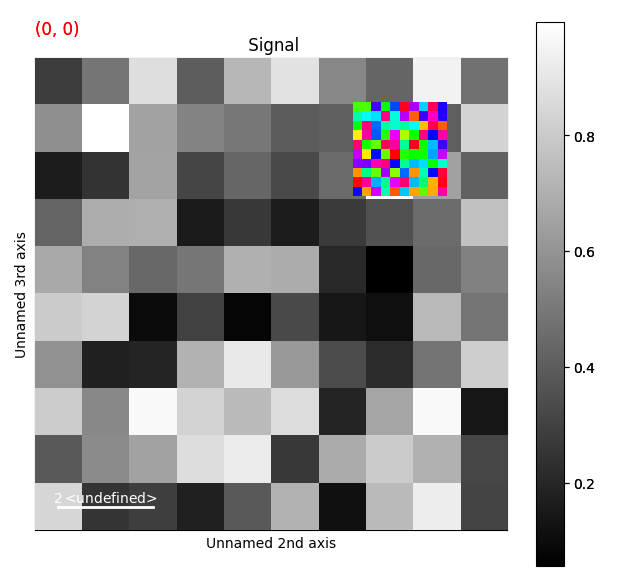 (0, 0)
Signal
Unnamed 3rd axis
0.8
0.6
0.4
0.2
2 <undefined>
Unnamed 2nd axis